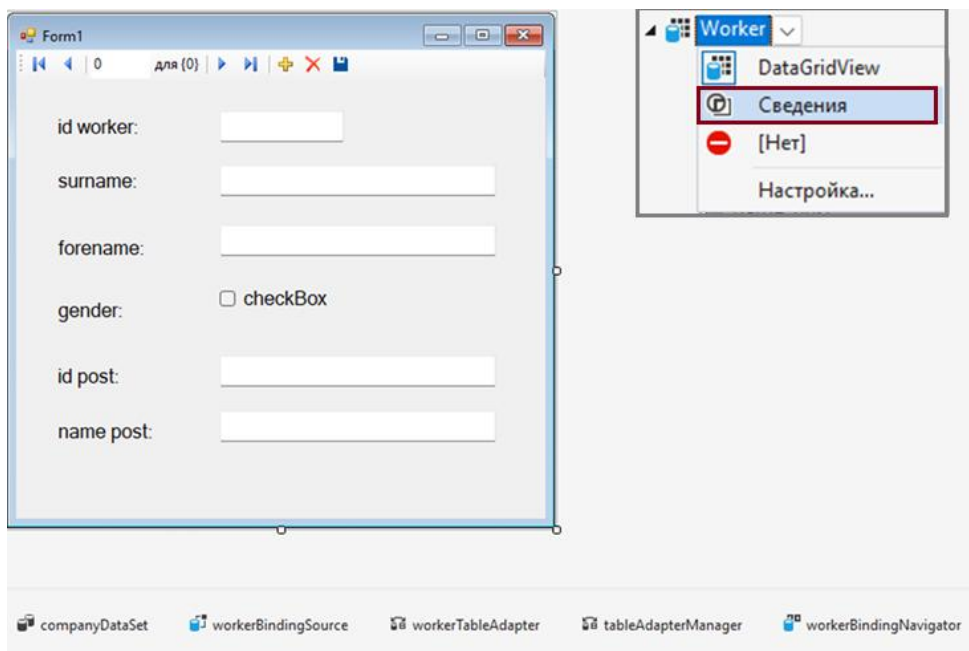 Form1
0 для {0}
id worker:
surname:
forename:
gender: checkBox
id post:
name post:
Worker
DataGridView
Сведения
[Нет]
Настройка...
companyDataSet workerBindingSource workerTableAdapter tableAdapterManager workerBindingNavigator